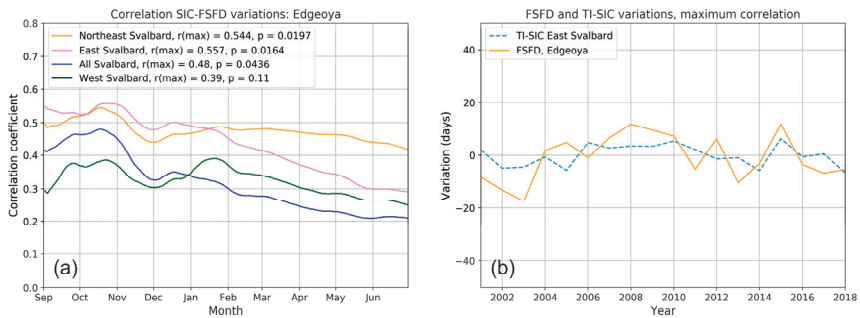 Correlation SIC-FSFD variations: Edgeoya
Northeast Svalbard, r(max) = 0.544, p = 0.0197
East Svalbard, r(max) = 0.557, p = 0.0164
All Svalbard, r(max) = 0.48, p = 0.0436
West Svalbard, r(max) = 0.39, p = 0.11
Correlation coefficient
0.8
0.7
0.6
0.5
0.4
0.3
0.2
0.1
0.0
(a)
Sep Oct Nov Dec Jan Feb Mar Apr May Jun
Month
FSFD and TI-SIC variations, maximum correlation
TI-SIC East Svalbard
FSFD, Edgeoya
Variation (days)
40
20
0
−20
−40
(b)
2002 2004 2006 2008 2010 2012 2014 2016 2018
Year